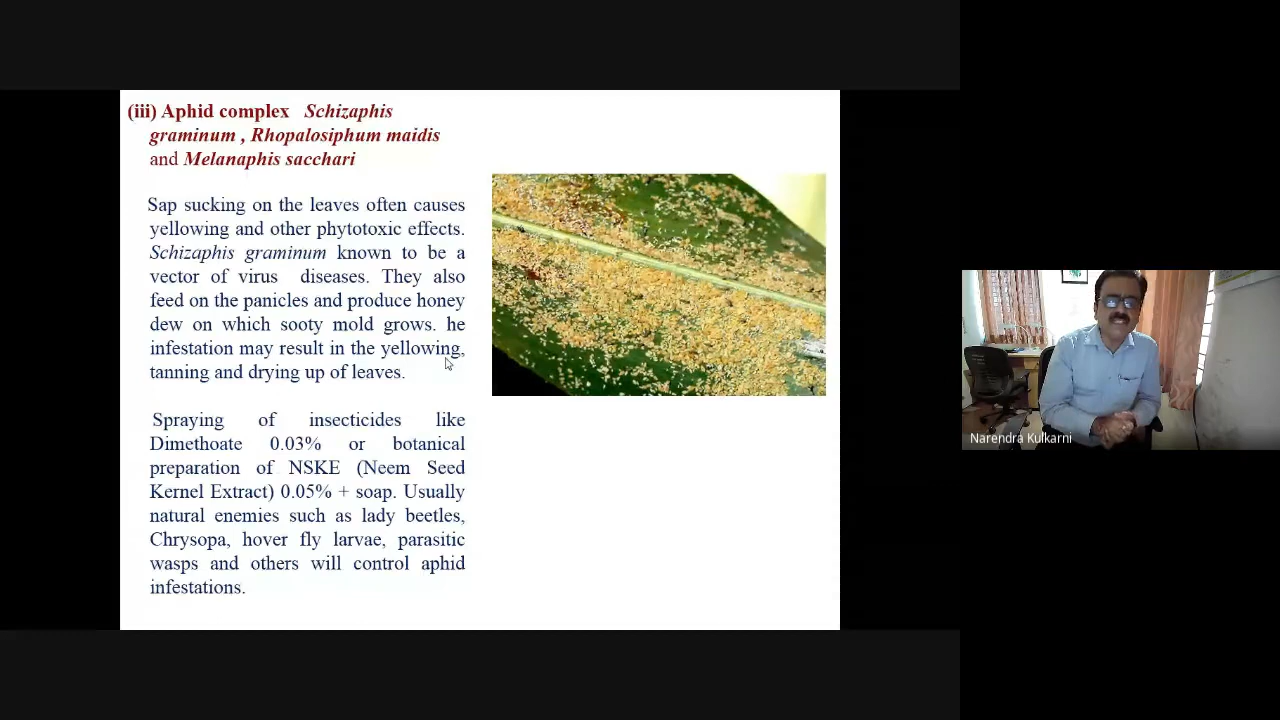 (iii) Aphid complex Schizaphis
graminum , Rhopalosiphum maidis
and Melanaphis sacchari
Sap sucking on the leaves often causes
yellowing and other phytotoxic effects.
Schizaphis graminum known to be a
vector of virus diseases. They also
feed on the panicles and produce honey
dew on which sooty mold grows. he
infestation may result in the yellowing,
tanning and drying up of leaves.
Spraying of insecticides like
Dimethoate 0.03% or botanical
preparation of NSKE (Neem Seed
Kernel Extract) 0.05% + soap. Usually
natural enemies such as lady beetles,
Chrysopa, hover fly larvae, parasitic
wasps and others will control aphid
infestations.
Narendra Kulkarni